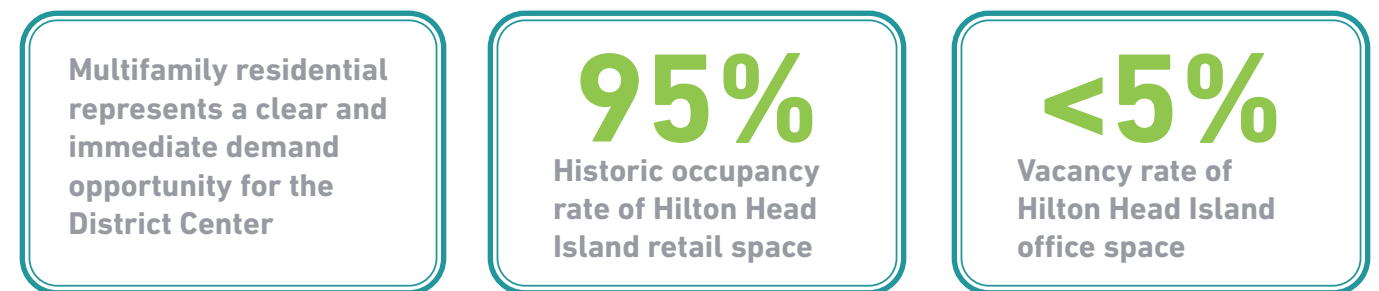 Multifamily residential
represents a clear and
immediate demand
opportunity for the
District Center
95%
Historic occupancy
rate of Hilton Head
Island retail space
<5%
Vacancy rate of
Hilton Head Island
office space